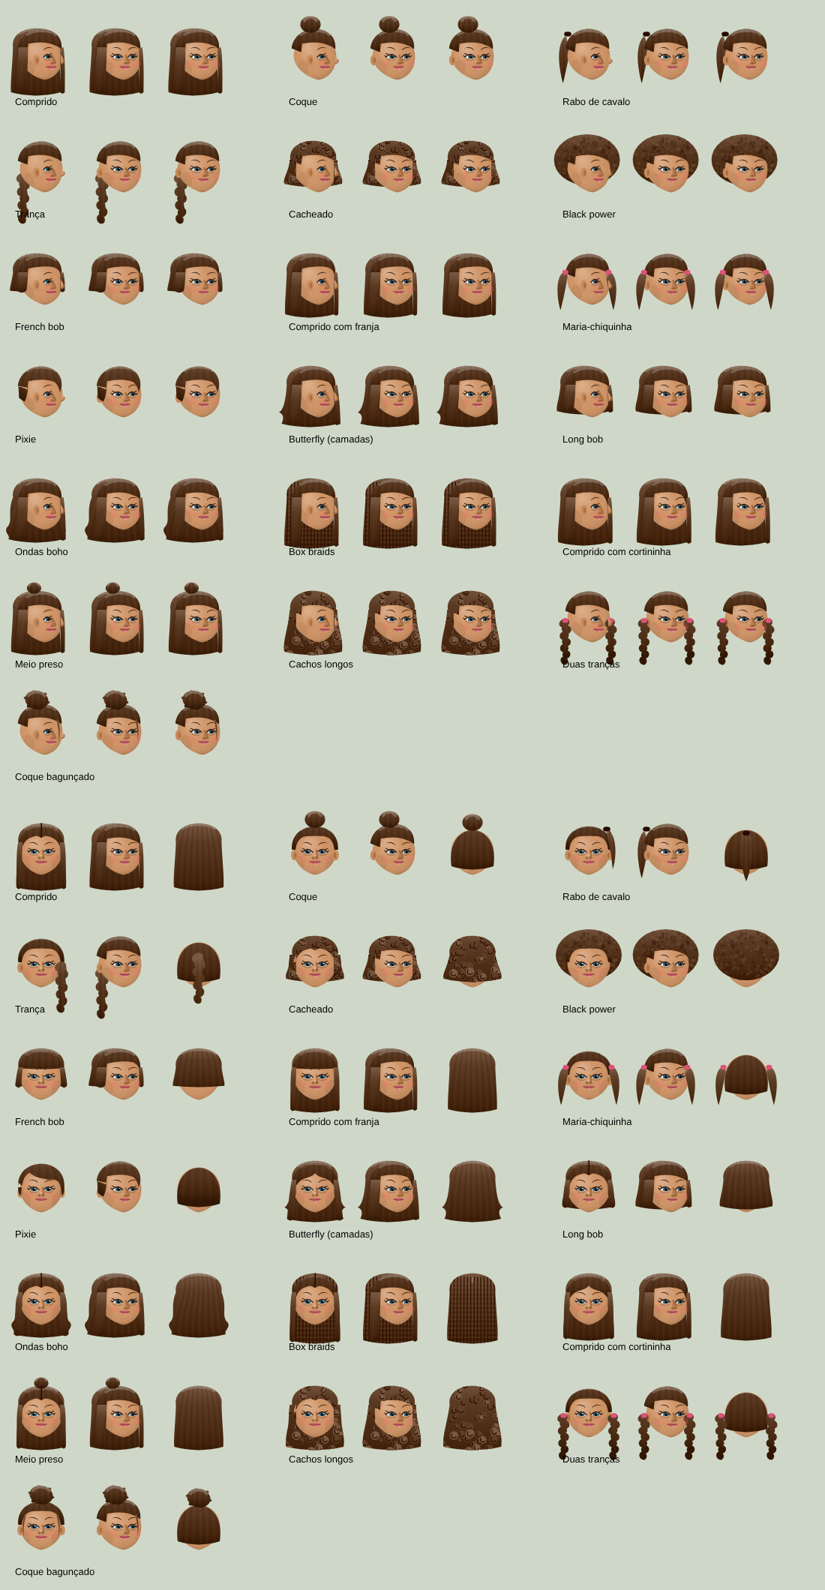 Comprido
Coque
Rabo de cavalo
Trança
Cacheado
Black power
French bob
Comprido com franja
Maria-chiquinha
Pixie
Butterfly (camadas)
Long bob
Ondas boho
Box braids
Comprido com cortininha
Meio preso
Cachos longos
Duas tranças
Coque bagunçado
Comprido
Coque
Rabo de cavalo
Trança
Cacheado
Black power
French bob
Comprido com franja
Maria-chiquinha
Pixie
Butterfly (camadas)
Long bob
Ondas boho
Box braids
Comprido com cortininha
Meio preso
Cachos longos
Duas tranças
Coque bagunçado